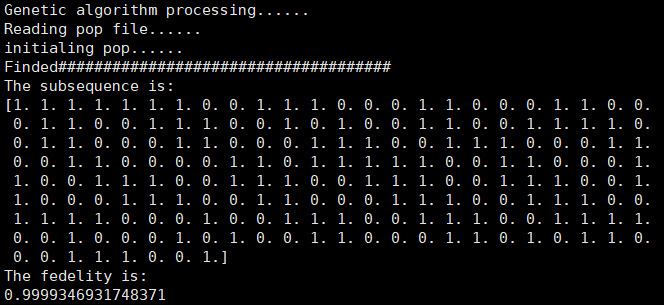 Genetic algorithm processing......
Reading pop file......
initialing pop......
Finded#####################################
The subsequence is:
[1. 1. 1. 1. 1. 1. 1. 0. 0. 1. 1. 1. 0. 0. 0. 1. 1. 0. 0. 0. 1. 1. 0. 0.
0. 1. 1. 0. 0. 1. 1. 1. 0. 0. 1. 0. 1. 0. 0. 1. 1. 0. 0. 1. 1. 1. 1. 0.
0. 1. 1. 0. 0. 0. 0. 1. 1. 0. 0. 0. 1. 1. 1. 0. 0. 1. 1. 1. 0. 0. 1. 1.
0. 0. 1. 1. 0. 0. 0. 0. 1. 1. 0. 1. 1. 1. 1. 1. 0. 0. 1. 1. 0. 0. 0. 1.
1. 0. 0. 1. 1. 1. 0. 0. 1. 1. 1. 0. 0. 1. 1. 1. 1. 0. 0. 1. 1. 1. 0. 1.
1. 0. 0. 0. 1. 1. 1. 0. 0. 1. 1. 0. 0. 0. 1. 1. 1. 0. 0. 0. 1. 1. 0. 0.
1. 1. 1. 1. 0. 0. 0. 1. 0. 0. 0. 1. 1. 1. 0. 0. 0. 1. 1. 0. 1. 1. 1. 1.
0. 0. 1. 0. 0. 0. 1. 0. 1. 0. 0. 1. 1. 0. 0. 0. 1. 1. 0. 1. 0. 1. 1. 0.
0. 0. 1. 1. 1. 0. 0. 1.]
The fedelity is:
0.9999346931748371